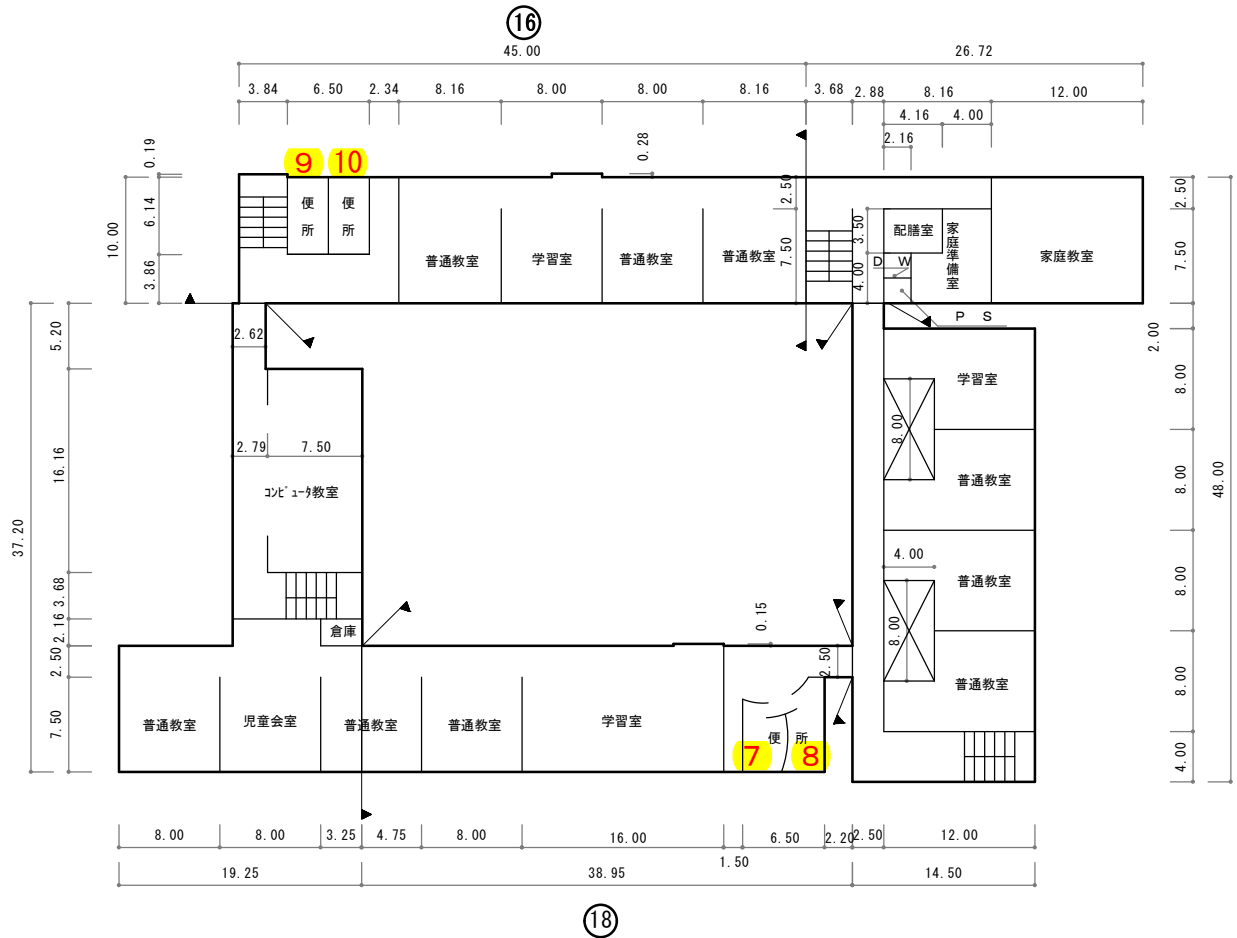 ⑯
45.00 26.72
3.84 6.50 2.34 8.16 8.00 8.00 8.16 3.68 2.88 8.16 12.00
4.16 4.00
2.16
0.19
0.28
9 10
10.00
6.14
3.86
便所
便所
普通教室
学習室
普通教室
普通教室
2.50
7.50
3.50
4.00
配膳室
家庭準備室
家庭教室
D W
P S
2.50
7.50
2.00
48.00
5.20
2.62
37.20
16.16
2.79 7.50
コンピュータ教室
8.00
学習室
8.00
普通教室
8.00
4.00
普通教室
8.00
8.00
普通教室
8.00
4.00
3.68
2.16
倉庫
2.50
7.50
0.15
2.50
普通教室
児童会室
普通教室
普通教室
学習室
便所
7 8
8.00 8.00 3.25 4.75 8.00 16.00 1.50 6.50 2.20 2.50 12.00
19.25 38.95 14.50
⑱